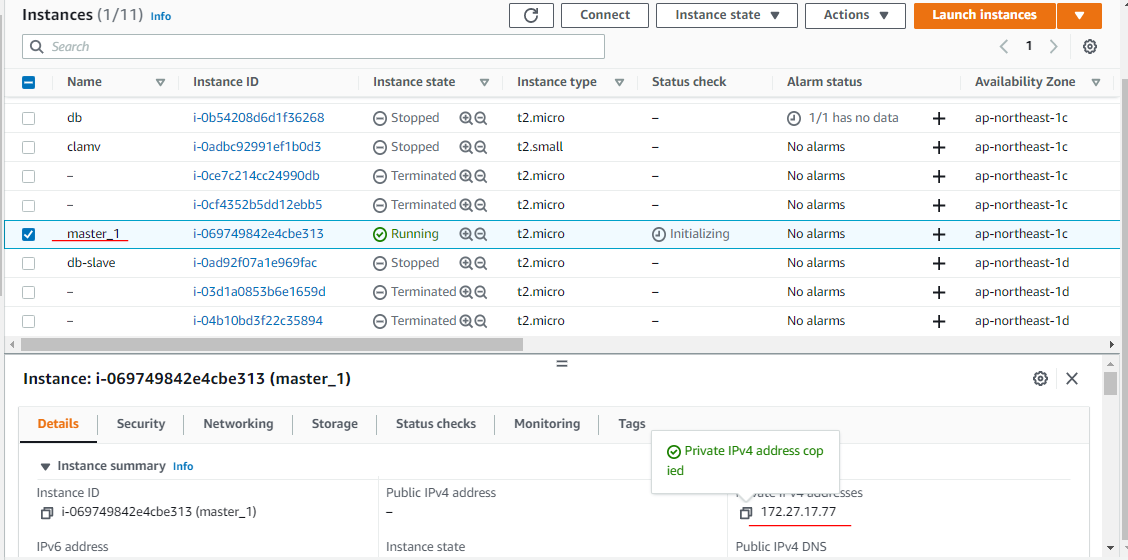 Instances (1/11) Info
Connect
Instance state
Actions
Launch instances
Search
1
Name Instance ID Instance state Instance type Status check Alarm status Availability Zone
db i-0b54208d6d1f36268 Stopped t2.micro – 1/1 has no data + ap-northeast-1c
clamv i-0adbc92991ef1b0d3 Stopped t2.small – No alarms + ap-northeast-1c
– i-0ce7c214cc24990db Terminated t2.micro – No alarms + ap-northeast-1c
– i-0cf4352b5dd12ebb5 Terminated t2.micro – No alarms + ap-northeast-1c
master_1 i-069749842e4cbe313 Running t2.micro Initializing No alarms + ap-northeast-1c
db-slave i-0ad92f07a1e969fac Stopped t2.micro – No alarms + ap-northeast-1d
– i-03d1a0853b6e1659d Terminated t2.micro – No alarms + ap-northeast-1d
– i-04b10bd3f22c35894 Terminated t2.micro – No alarms + ap-northeast-1d
Instance: i-069749842e4cbe313 (master_1)
Details Security Networking Storage Status checks Monitoring Tags
Private IPv4 address cop
ied
Instance summary Info
Instance ID
i-069749842e4cbe313 (master_1)
Public IPv4 address
–
Private IPv4 addresses
172.27.17.77
IPv6 address
Instance state
Public IPv4 DNS